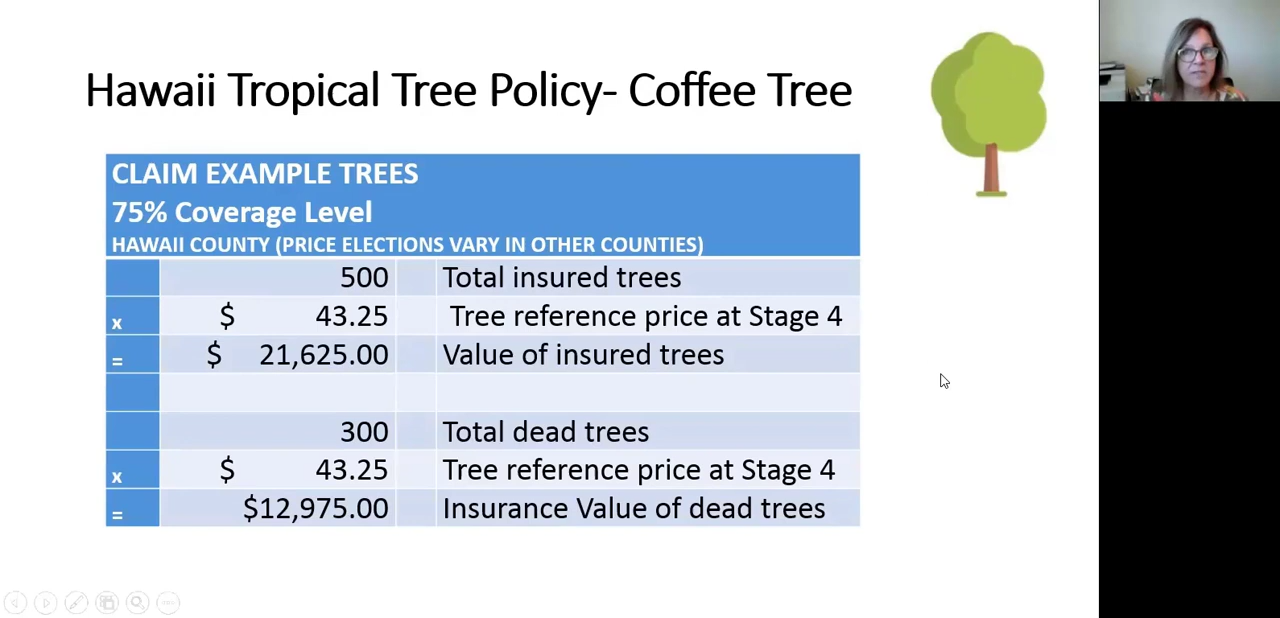 Hawaii Tropical Tree Policy- Coffee Tree
CLAIM EXAMPLE TREES
75% Coverage Level
HAWAII COUNTY (PRICE ELECTIONS VARY IN OTHER COUNTIES)
500 Total insured trees
x $ 43.25 Tree reference price at Stage 4
= $ 21,625.00 Value of insured trees
300 Total dead trees
x $ 43.25 Tree reference price at Stage 4
= $12,975.00 Insurance Value of dead trees